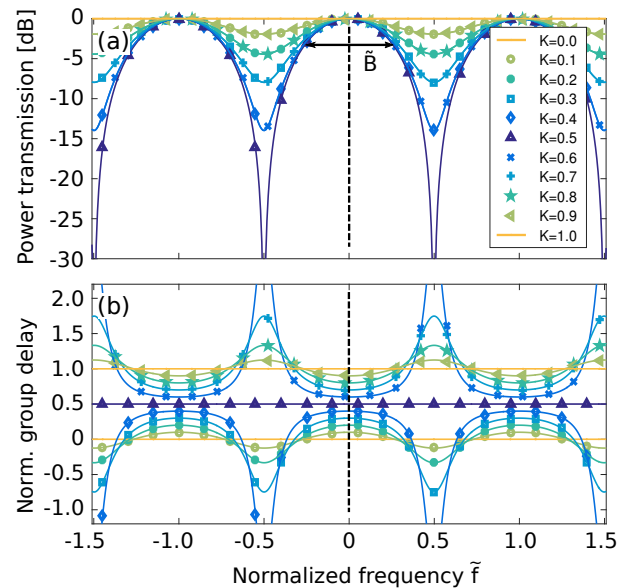 Power transmission [dB]
0
-5
-10
-15
-20
-25
-30
(a)
B̃
K=0.0
K=0.1
K=0.2
K=0.3
K=0.4
K=0.5
K=0.6
K=0.7
K=0.8
K=0.9
K=1.0
Norm. group delay
2.0
1.5
1.0
0.5
0
-0.5
-1.0
(b)
-1.5
-1.0
-0.5
0
0.5
1.0
1.5
Normalized frequency f̃